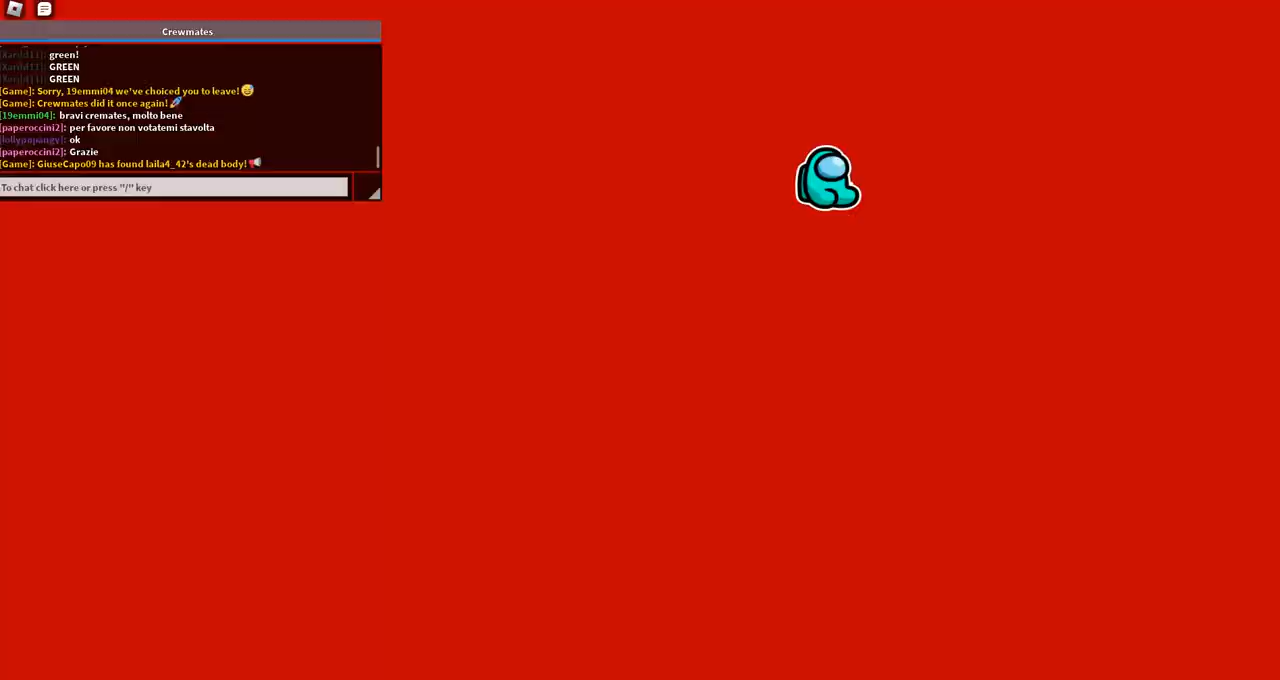 Crewmates
green!
GREEN
GREEN
[Game]: Sorry, 19emmi04 we've choiced you to leave!😅
[Game]: Crewmates did it once again!🚀
[19emmi04]: bravi cremates, molto bene
[paperoccini2]: per favore non votatemi stavolta
ok
[paperoccini2]: Grazie
[Game]: GiuseCapo09 has found laila4_42's dead body!📢
To chat click here or press "/" key